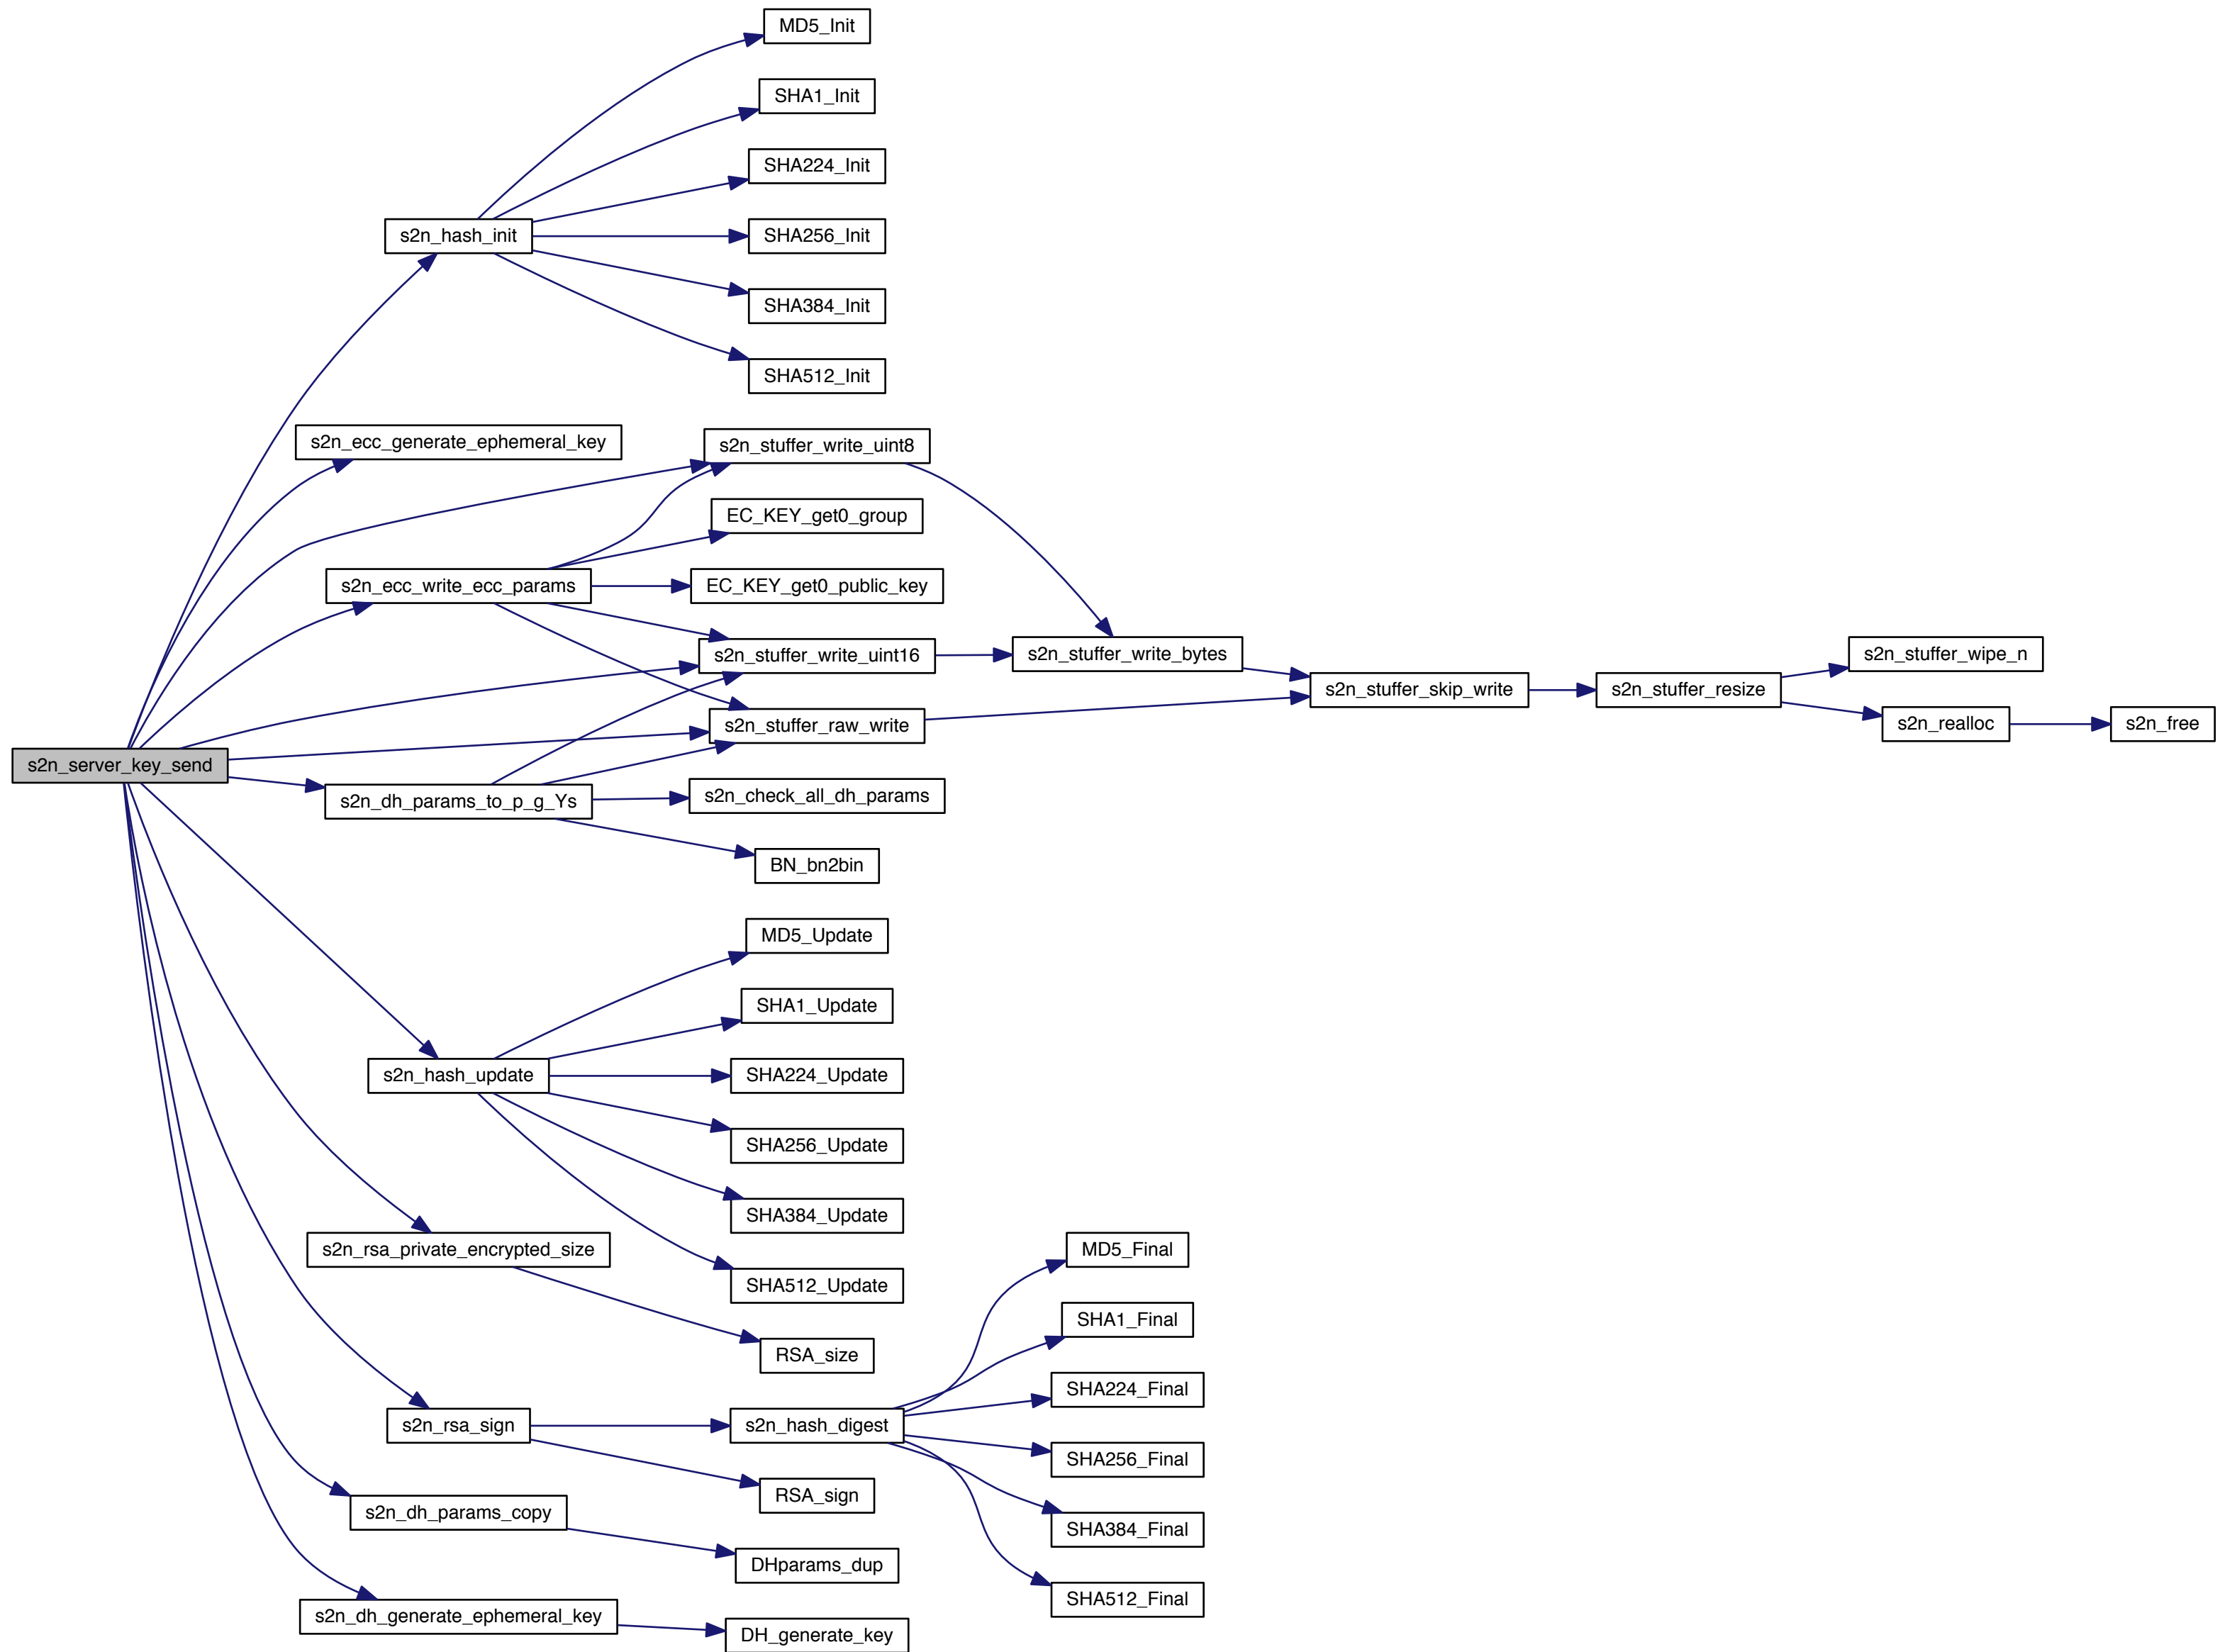 MD5_Init
SHA1_Init
SHA224_Init
s2n_hash_init
SHA256_Init
SHA384_Init
SHA512_Init
s2n_ecc_generate_ephemeral_key
s2n_stuffer_write_uint8
EC_KEY_get0_group
s2n_ecc_write_ecc_params
EC_KEY_get0_public_key
s2n_stuffer_write_uint16
s2n_stuffer_write_bytes
s2n_stuffer_wipe_n
s2n_stuffer_skip_write
s2n_stuffer_resize
s2n_stuffer_raw_write
s2n_realloc
s2n_free
s2n_server_key_send
s2n_dh_params_to_p_g_Ys
s2n_check_all_dh_params
BN_bn2bin
MD5_Update
SHA1_Update
s2n_hash_update
SHA224_Update
SHA256_Update
SHA384_Update
s2n_rsa_private_encrypted_size
MD5_Final
SHA512_Update
SHA1_Final
RSA_size
SHA224_Final
s2n_rsa_sign
s2n_hash_digest
SHA256_Final
RSA_sign
s2n_dh_params_copy
SHA384_Final
DHparams_dup
SHA512_Final
s2n_dh_generate_ephemeral_key
DH_generate_key